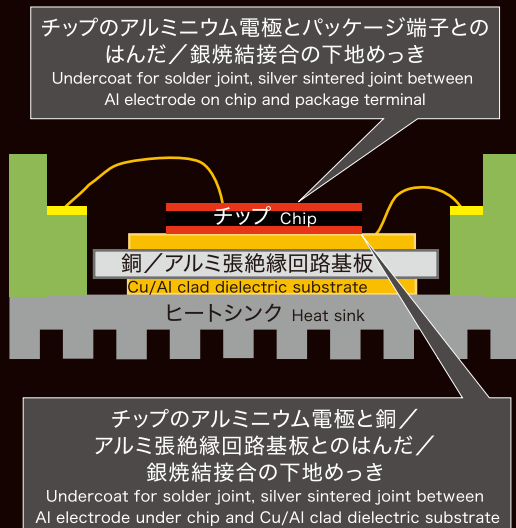 チップのアルミニウム電極とパッケージ端子との
はんだ／銀焼結接合の下地めっき
Undercoat for solder joint, silver sintered joint between
Al electrode on chip and package terminal
チップ Chip
銅／アルミ張絶縁回路基板
Cu/Al clad dielectric substrate
ヒートシンク Heat sink
チップのアルミニウム電極と銅／
アルミ張絶縁回路基板とのはんだ／
銀焼結接合の下地めっき
Undercoat for solder joint, silver sintered joint between
Al electrode under chip and Cu/Al clad dielectric substrate